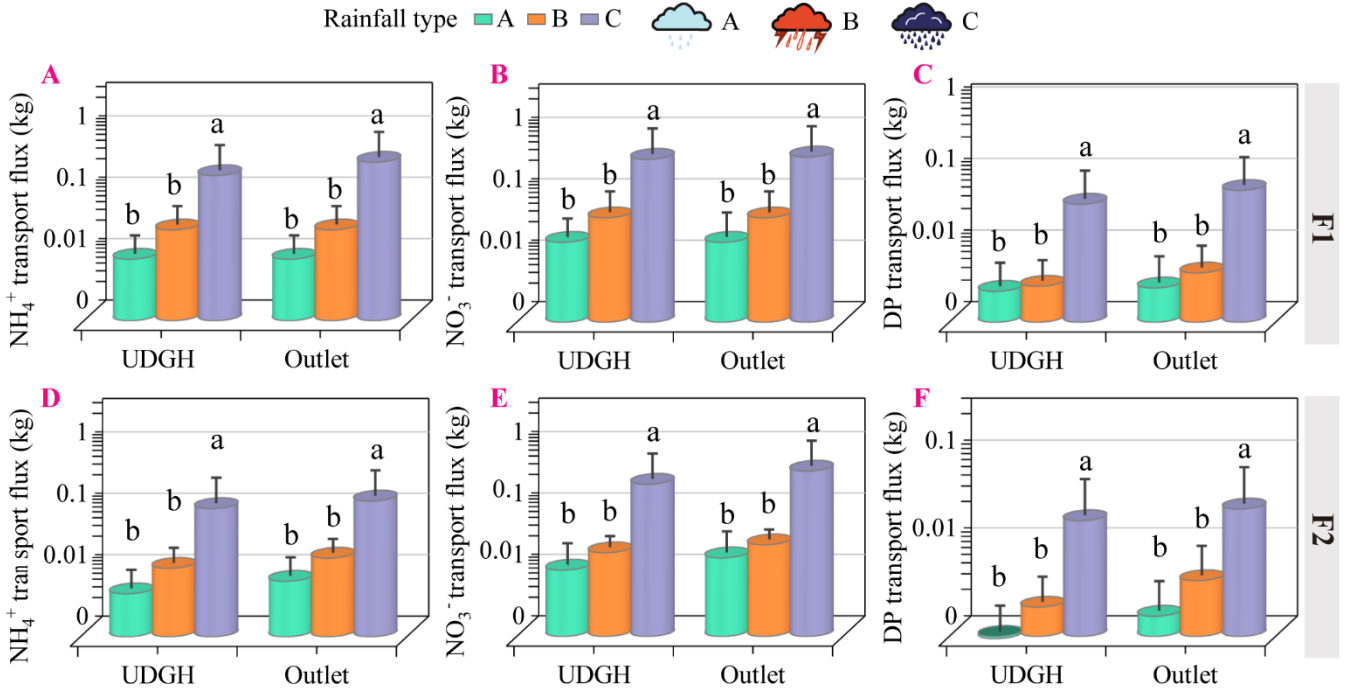 Rainfall type A B C A B C
A
NH₄⁺ transport flux (kg)
1
0.1
0.01
0
b b a b b a
UDGH Outlet
B
NO₃⁻ transport flux (kg)
1
0.1
0.01
0
b b a b b a
UDGH Outlet
C
DP transport flux (kg)
1
0.1
0.01
0
b b a b b a
UDGH Outlet
F1
D
NH₄⁺ tran sport flux (kg)
1
0.1
0.01
0
b b a b b a
UDGH Outlet
E
NO₃⁻ transport flux (kg)
1
0.1
0.01
0
b b a b b a
UDGH Outlet
F
DP transport flux (kg)
0.1
0.01
0
b b a b b a
UDGH Outlet
F2